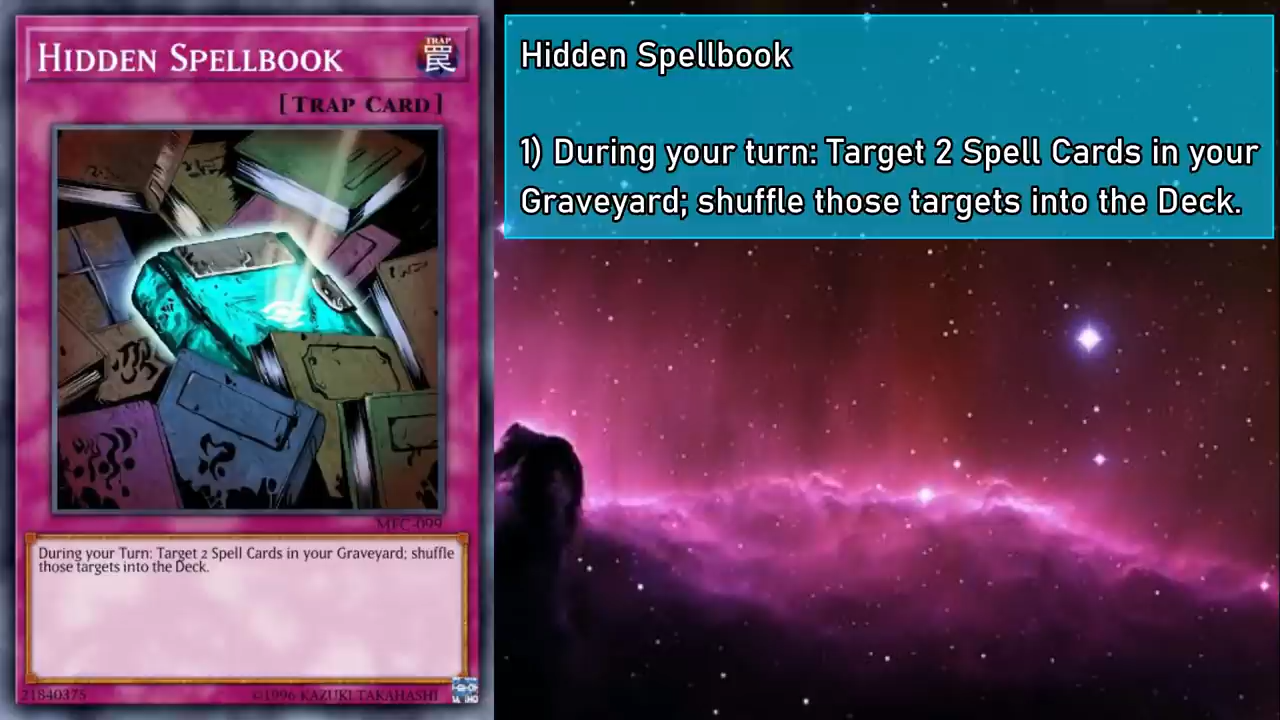 Hidden Spellbook
TRAP
罠
[Trap Card]
MFC-099
During your Turn: Target 2 Spell Cards in your Graveyard; shuffle
those targets into the Deck.
21840375
©1996 KAZUKI TAKAHASHI
Hidden Spellbook
1) During your turn: Target 2 Spell Cards in your
Graveyard; shuffle those targets into the Deck.